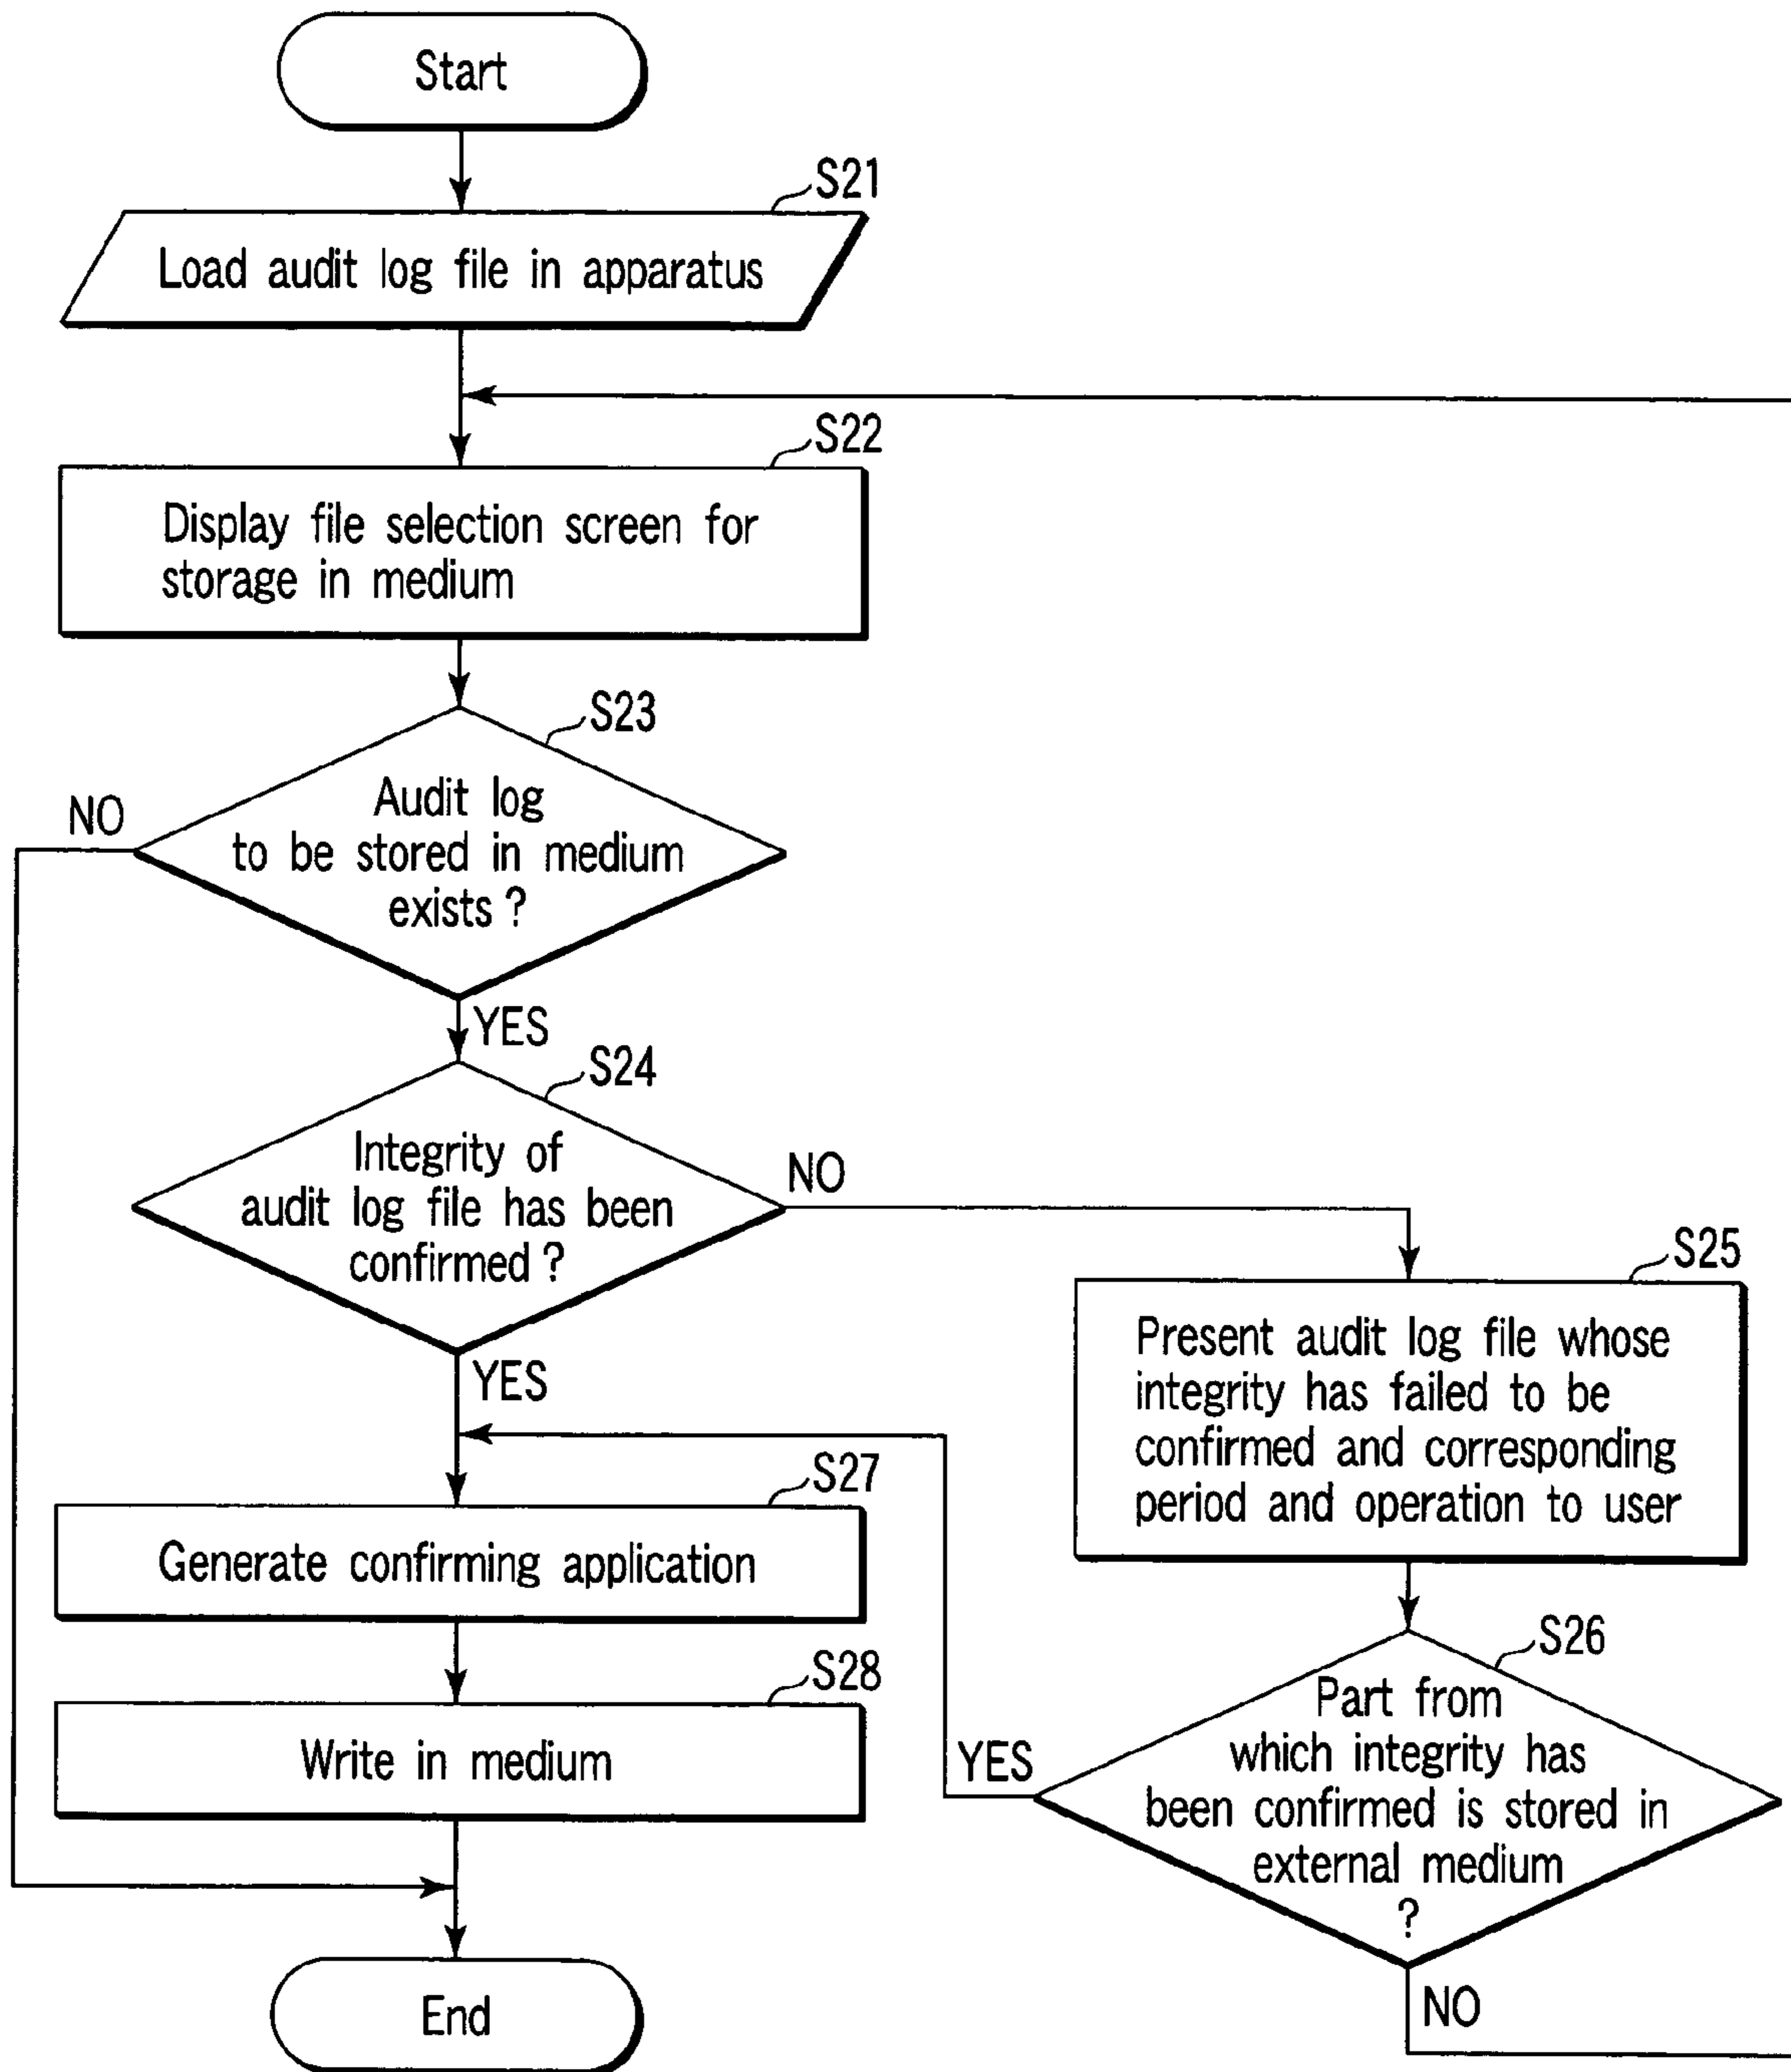 Start
S21
Load audit log file in apparatus
S22
Display file selection screen for
storage in medium
S23
Audit log
to be stored in medium
exists ?
NO
YES
S24
Integrity of
audit log file has been
confirmed ?
NO
YES
S25
Present audit log file whose
integrity has failed to be
confirmed and corresponding
period and operation to user
S26
Part from
which integrity has
been confirmed is stored in
external medium
?
YES
NO
S27
Generate confirming application
S28
Write in medium
End